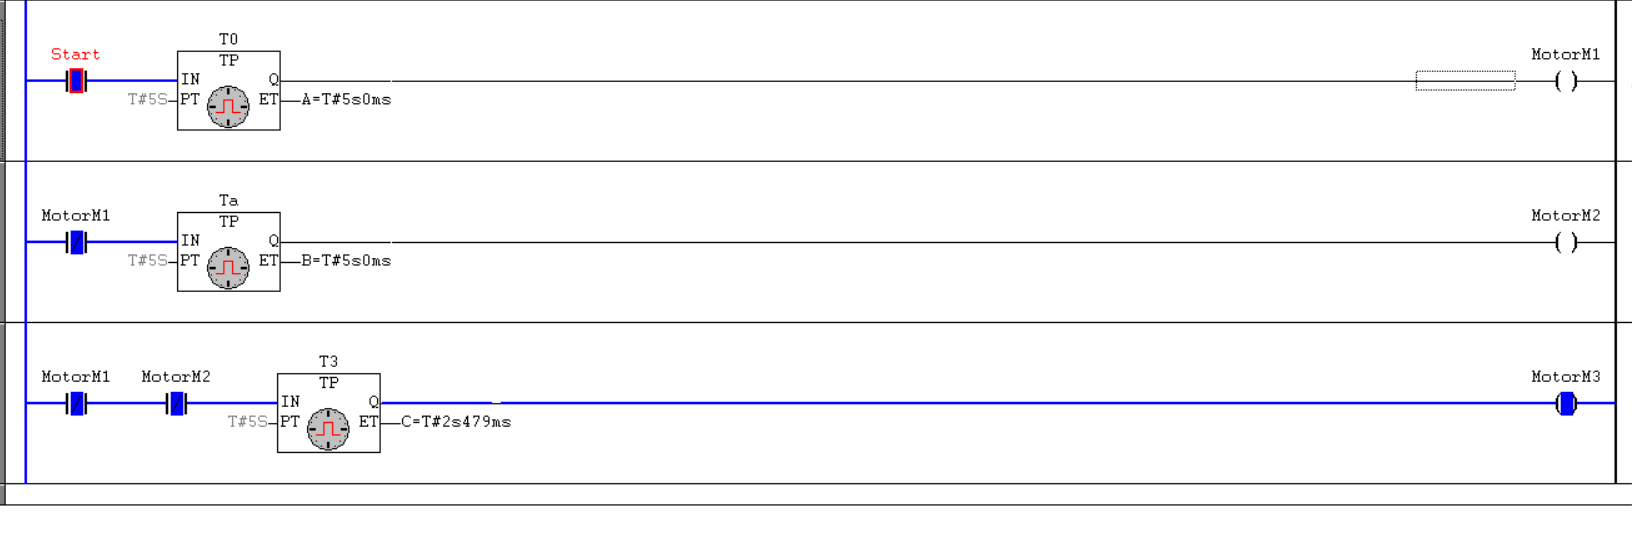 T0
Start
TP
MotorM1
IN Q
T#5S PT ET A=T#5s0ms
Ta
MotorM1
TP
MotorM2
IN Q
T#5S PT ET B=T#5s0ms
T3
MotorM1 MotorM2
TP
MotorM3
IN Q
T#5S PT ET C=T#2s479ms